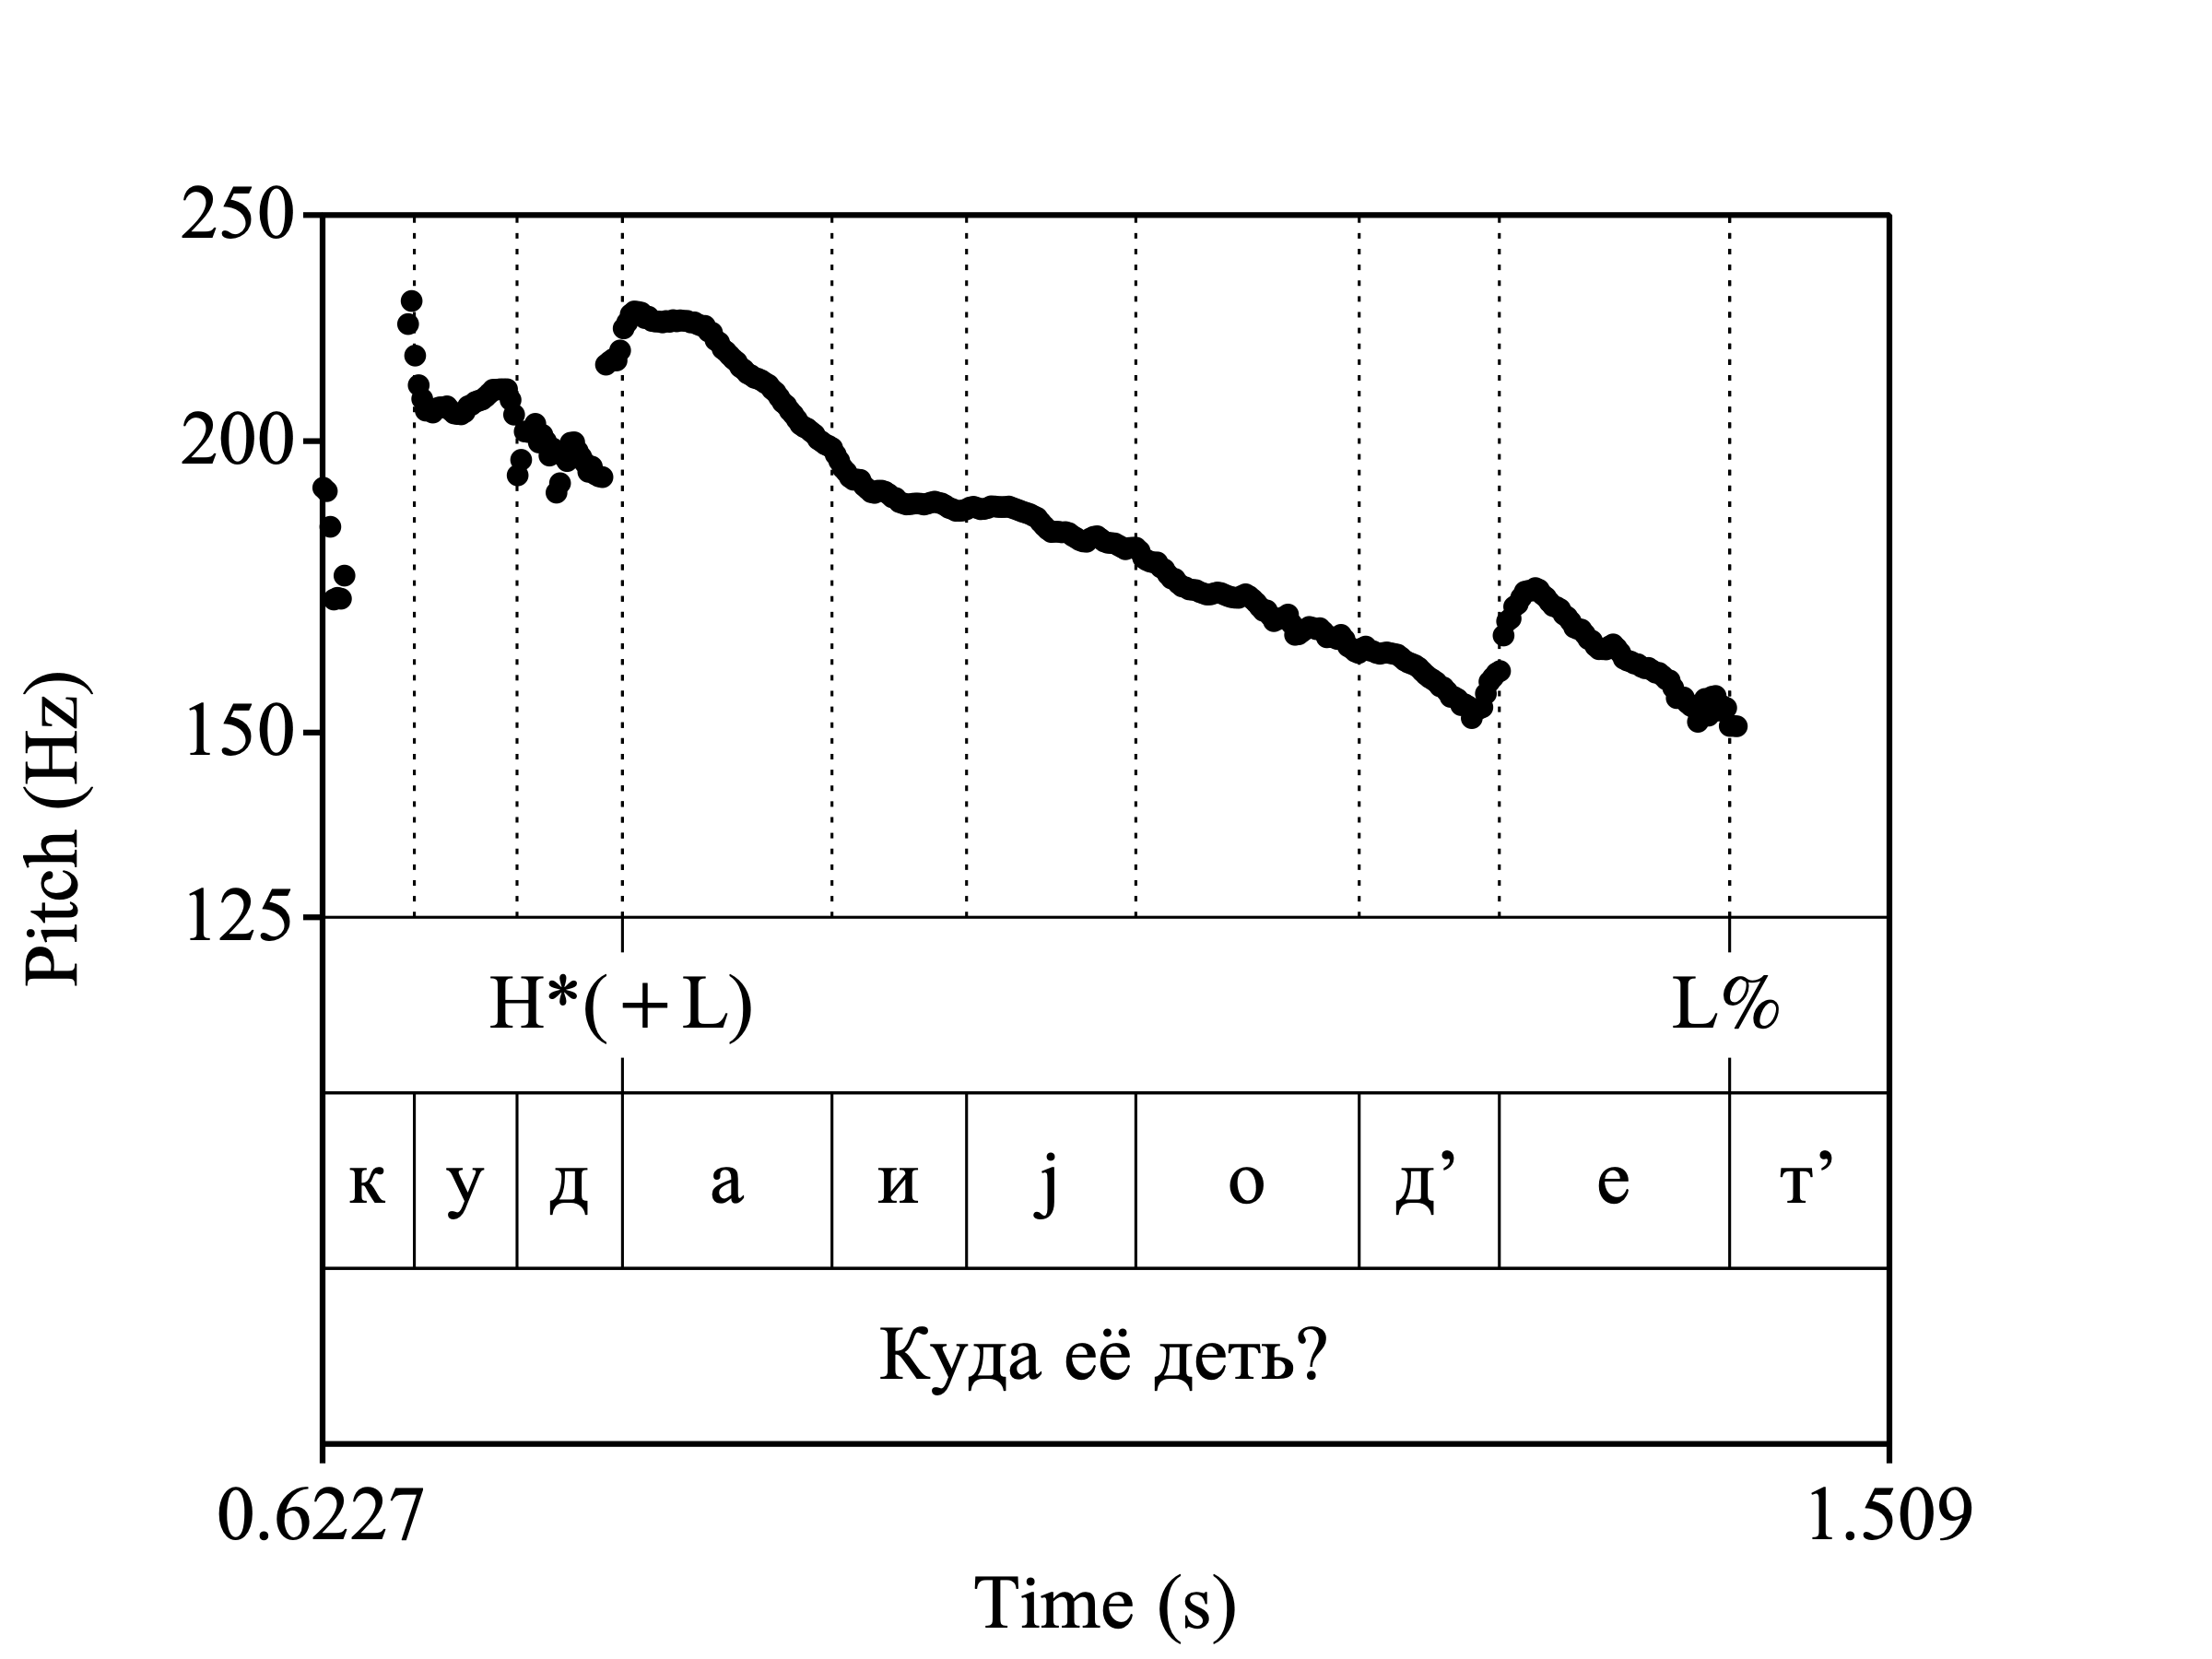 250
200
150
125
Pitch (Hz)
H*(+L) L%
к у д а и j о д’ е т’
Куда её деть?
0.6227 1.509
Time (s)